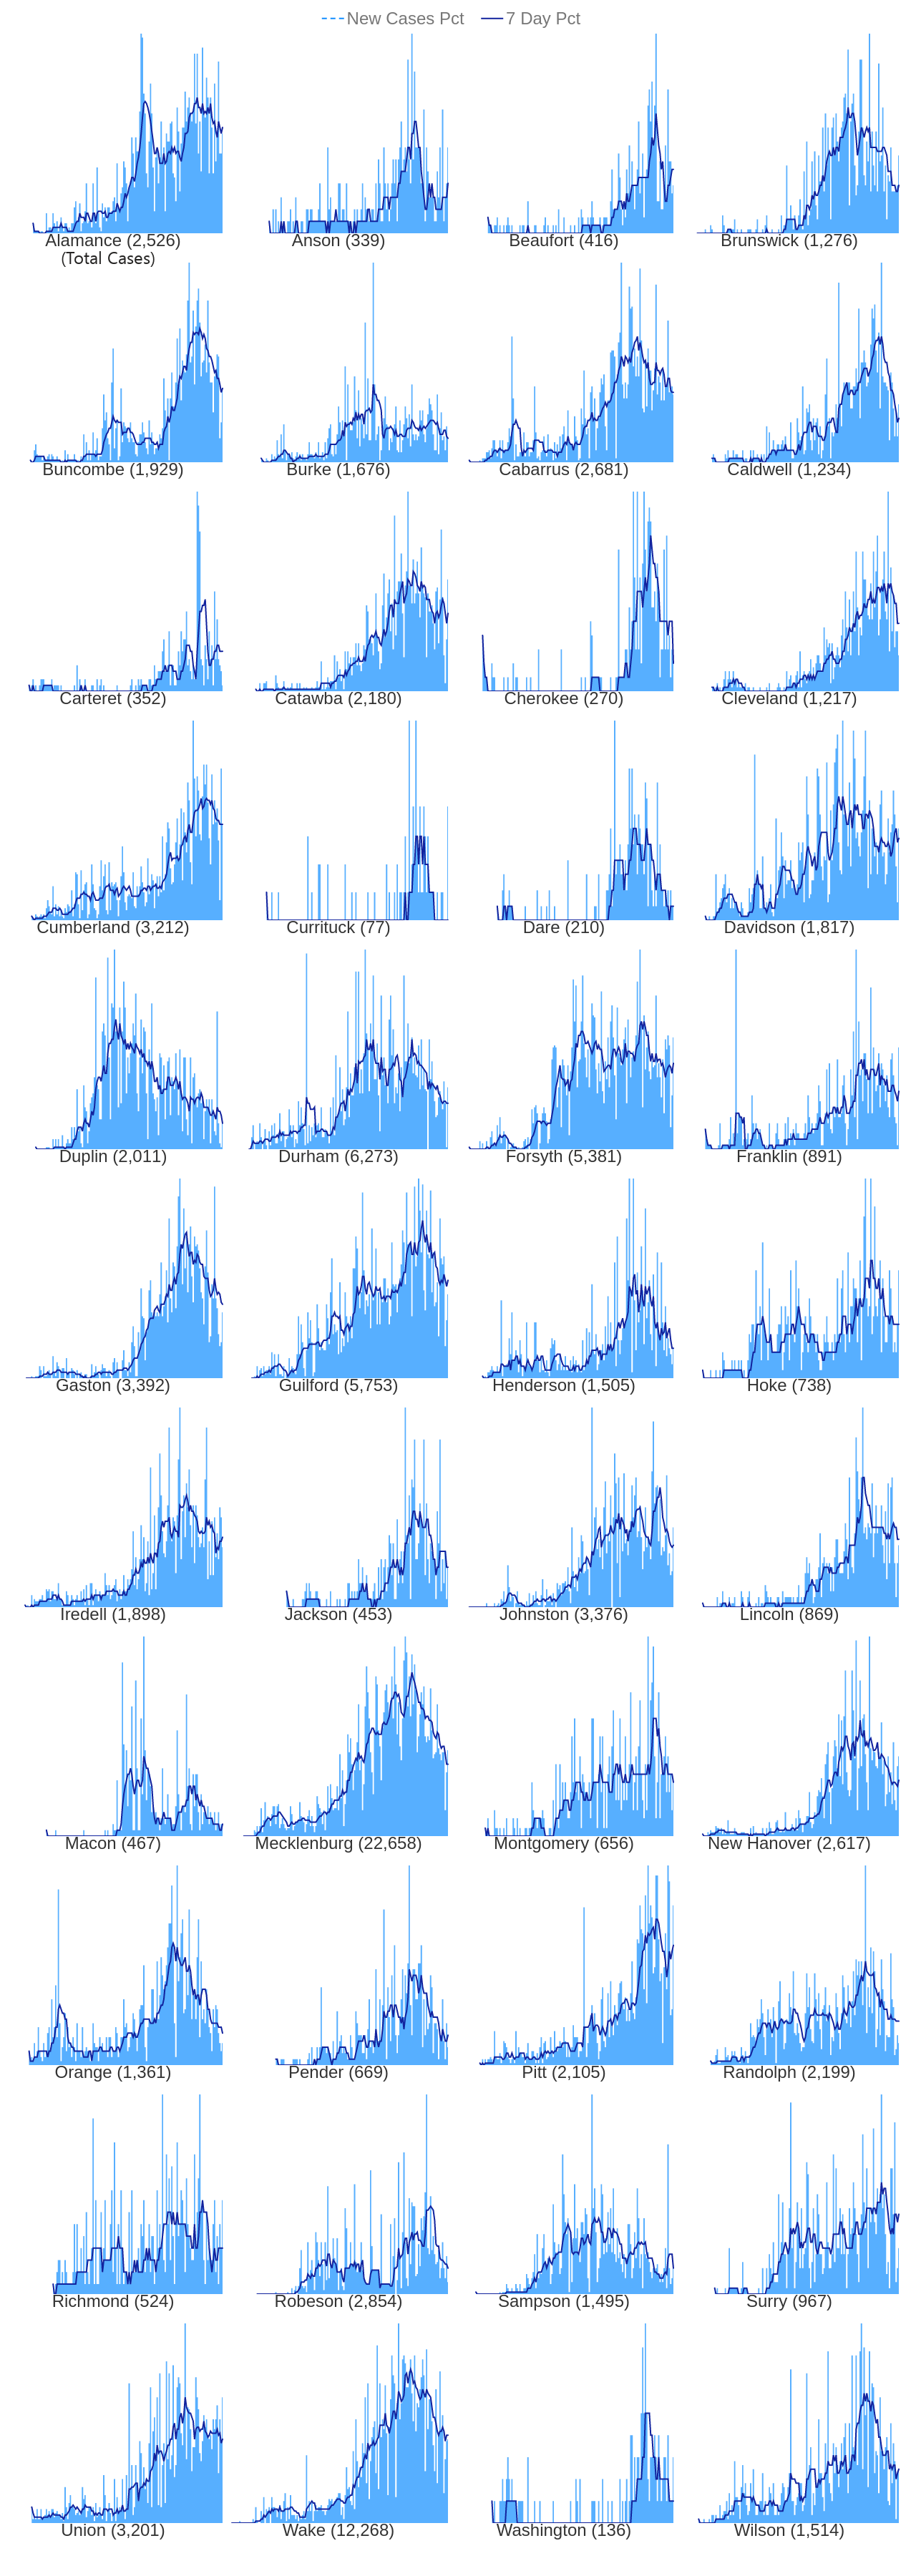 New Cases Pct 7 Day Pct
Alamance (2,526) Anson (339) Beaufort (416) Brunswick (1,276)
(Total Cases)
Buncombe (1,929) Burke (1,676) Cabarrus (2,681) Caldwell (1,234)
Carteret (352) Catawba (2,180) Cherokee (270) Cleveland (1,217)
Cumberland (3,212) Currituck (77) Dare (210) Davidson (1,817)
Duplin (2,011) Durham (6,273) Forsyth (5,381) Franklin (891)
Gaston (3,392) Guilford (5,753) Henderson (1,505) Hoke (738)
Iredell (1,898) Jackson (453) Johnston (3,376) Lincoln (869)
Macon (467) Mecklenburg (22,658) Montgomery (656) New Hanover (2,617)
Orange (1,361) Pender (669) Pitt (2,105) Randolph (2,199)
Richmond (524) Robeson (2,854) Sampson (1,495) Surry (967)
Union (3,201) Wake (12,268) Washington (136) Wilson (1,514)